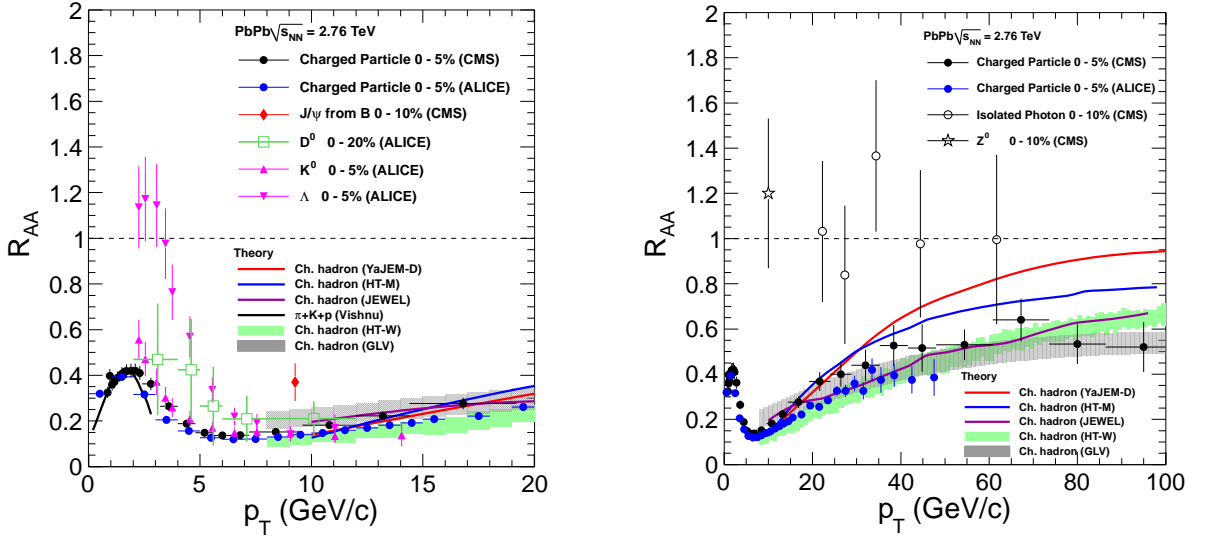 PbPb√s_NN = 2.76 TeV
Charged Particle 0 - 5% (CMS)
Charged Particle 0 - 5% (ALICE)
J/ψ from B 0 - 10% (CMS)
D⁰ 0 - 20% (ALICE)
K⁰ 0 - 5% (ALICE)
Λ 0 - 5% (ALICE)
Theory
Ch. hadron (YaJEM-D)
Ch. hadron (HT-M)
Ch. hadron (JEWEL)
π+K+p (Vishnu)
Ch. hadron (HT-W)
Ch. hadron (GLV)
R_AA
2
1.8
1.6
1.4
1.2
1
0.8
0.6
0.4
0.2
0
0 5 10 15 20
p_T (GeV/c)
PbPb√s_NN = 2.76 TeV
Charged Particle 0 - 5% (CMS)
Charged Particle 0 - 5% (ALICE)
Isolated Photon 0 - 10% (CMS)
Z⁰ 0 - 10% (CMS)
Theory
Ch. hadron (YaJEM-D)
Ch. hadron (HT-M)
Ch. hadron (JEWEL)
Ch. hadron (HT-W)
Ch. hadron (GLV)
R_AA
2
1.8
1.6
1.4
1.2
1
0.8
0.6
0.4
0.2
0
0 20 40 60 80 100
p_T (GeV/c)